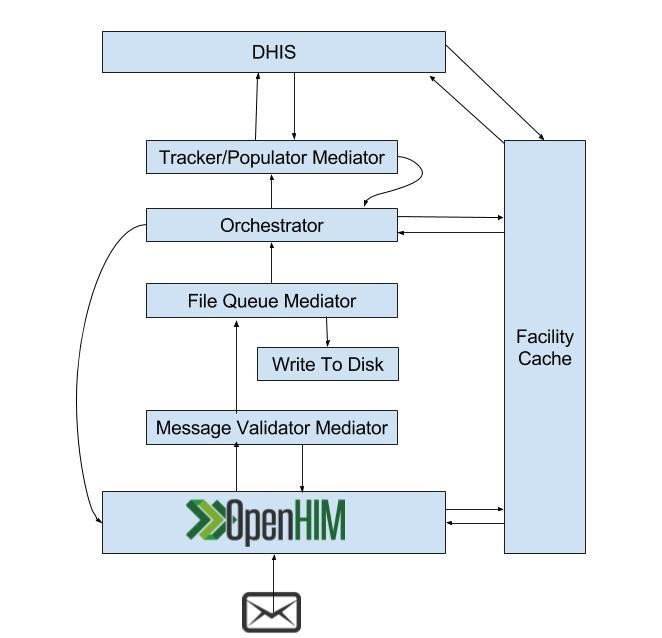 DHIS
Tracker/Populator Mediator
Orchestrator
File Queue Mediator
Write To Disk
Facility
Cache
Message Validator Mediator
OpenHIM